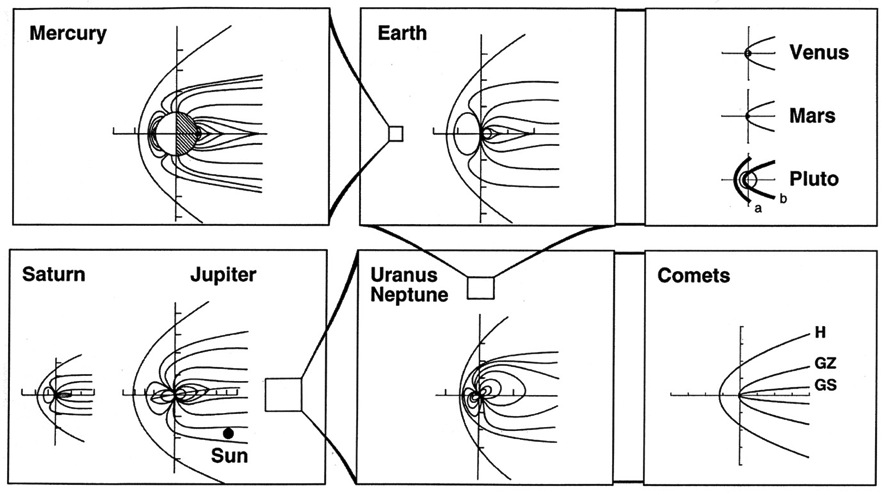 Mercury
Earth
Venus
Mars
Pluto
a
b
Saturn
Jupiter
Sun
Uranus
Neptune
Comets
H
GZ
GS